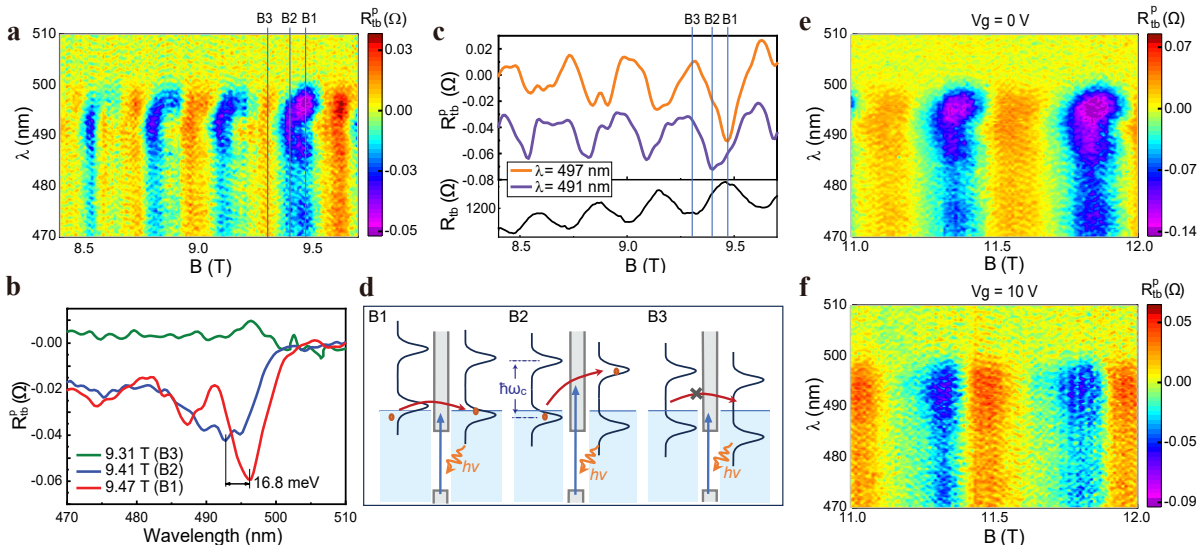 a
B3 B2 B1
R^p_tb (Ω)
510
500
490
480
470
λ (nm)
8.5 9.0 9.5
B (T)
0.03
0.00
-0.03
-0.05
b
R^p_tb (Ω)
-0.00
-0.02
-0.04
-0.06
9.31 T (B3)
9.41 T (B2)
9.47 T (B1)
16.8 meV
470 480 490 500 510
Wavelength (nm)
c
B3 B2 B1
R^p_tb (Ω)
0.02
0.00
-0.02
-0.04
-0.06
-0.08
λ = 497 nm
λ = 491 nm
R_tb (Ω)
1200
8.5 9.0 9.5
B (T)
d
B1 B2 B3
ħω_c
hν hν hν
e
Vg = 0 V
R^p_tb (Ω)
510
500
490
480
470
λ (nm)
11.0 11.5 12.0
B (T)
0.07
0.00
-0.07
-0.14
f
Vg = 10 V
R^p_tb (Ω)
510
500
490
480
470
λ (nm)
11.0 11.5 12.0
B (T)
0.05
0.00
-0.05
-0.09